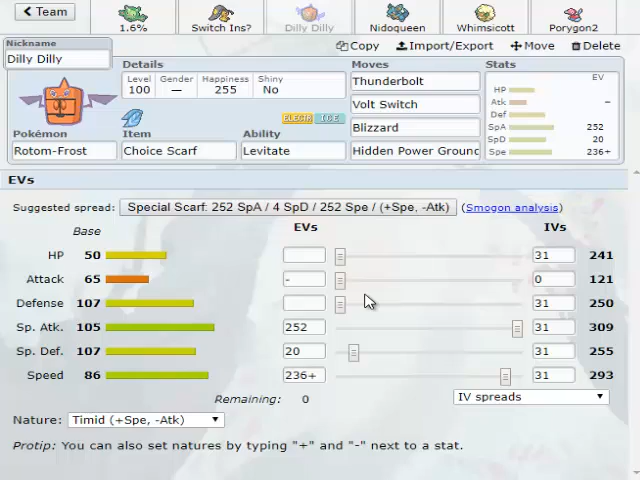 Team
1.6%
Switch Ins?
Dilly Dilly
Nidoqueen
Whimsicott
Porygon2
Copy
Import/Export
Move
Delete
Nickname
Dilly Dilly
Details
Level Gender Happiness Shiny
100 — 255 No
ELECTR ICE
Pokémon
Rotom-Frost
Item
Choice Scarf
Ability
Levitate
Moves
Thunderbolt
Volt Switch
Blizzard
Hidden Power Ground
Stats
EV
HP
Atk –
Def
SpA 252
SpD 20
Spe 236+
EVs
Suggested spread: Special Scarf: 252 SpA / 4 SpD / 252 Spe / (+Spe, -Atk) (Smogon analysis)
Base EVs IVs
HP 50 31 241
Attack 65 - 0 121
Defense 107 31 250
Sp. Atk. 105 252 31 309
Sp. Def. 107 20 31 255
Speed 86 236+ 31 293
Remaining: 0 IV spreads
Nature: Timid (+Spe, -Atk)
Protip: You can also set natures by typing "+" and "-" next to a stat.